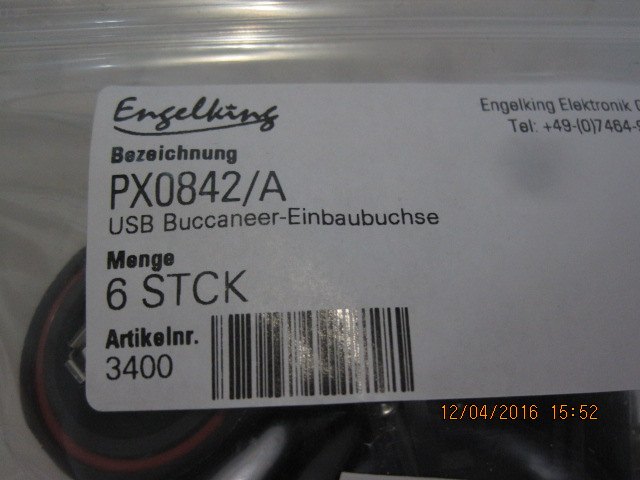 Engelking
Engelking Elektronik
Tel: +49-(0)7464-
Bezeichnung
PX0842/A
USB Buccaneer-Einbaubuchse
Menge
6 STCK
Artikelnr.
3400
12/04/2016 15:52